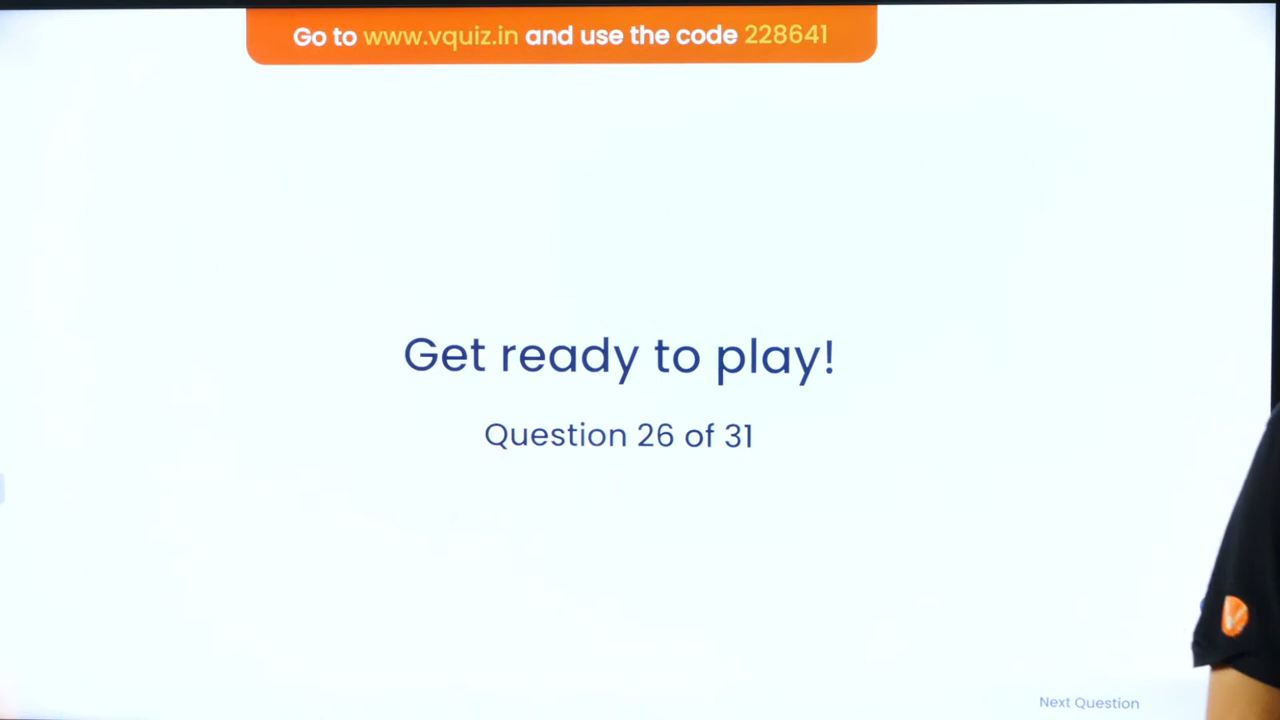 Go to www.vquiz.in and use the code 228641
Get ready to play!
Question 26 of 31
Next Question